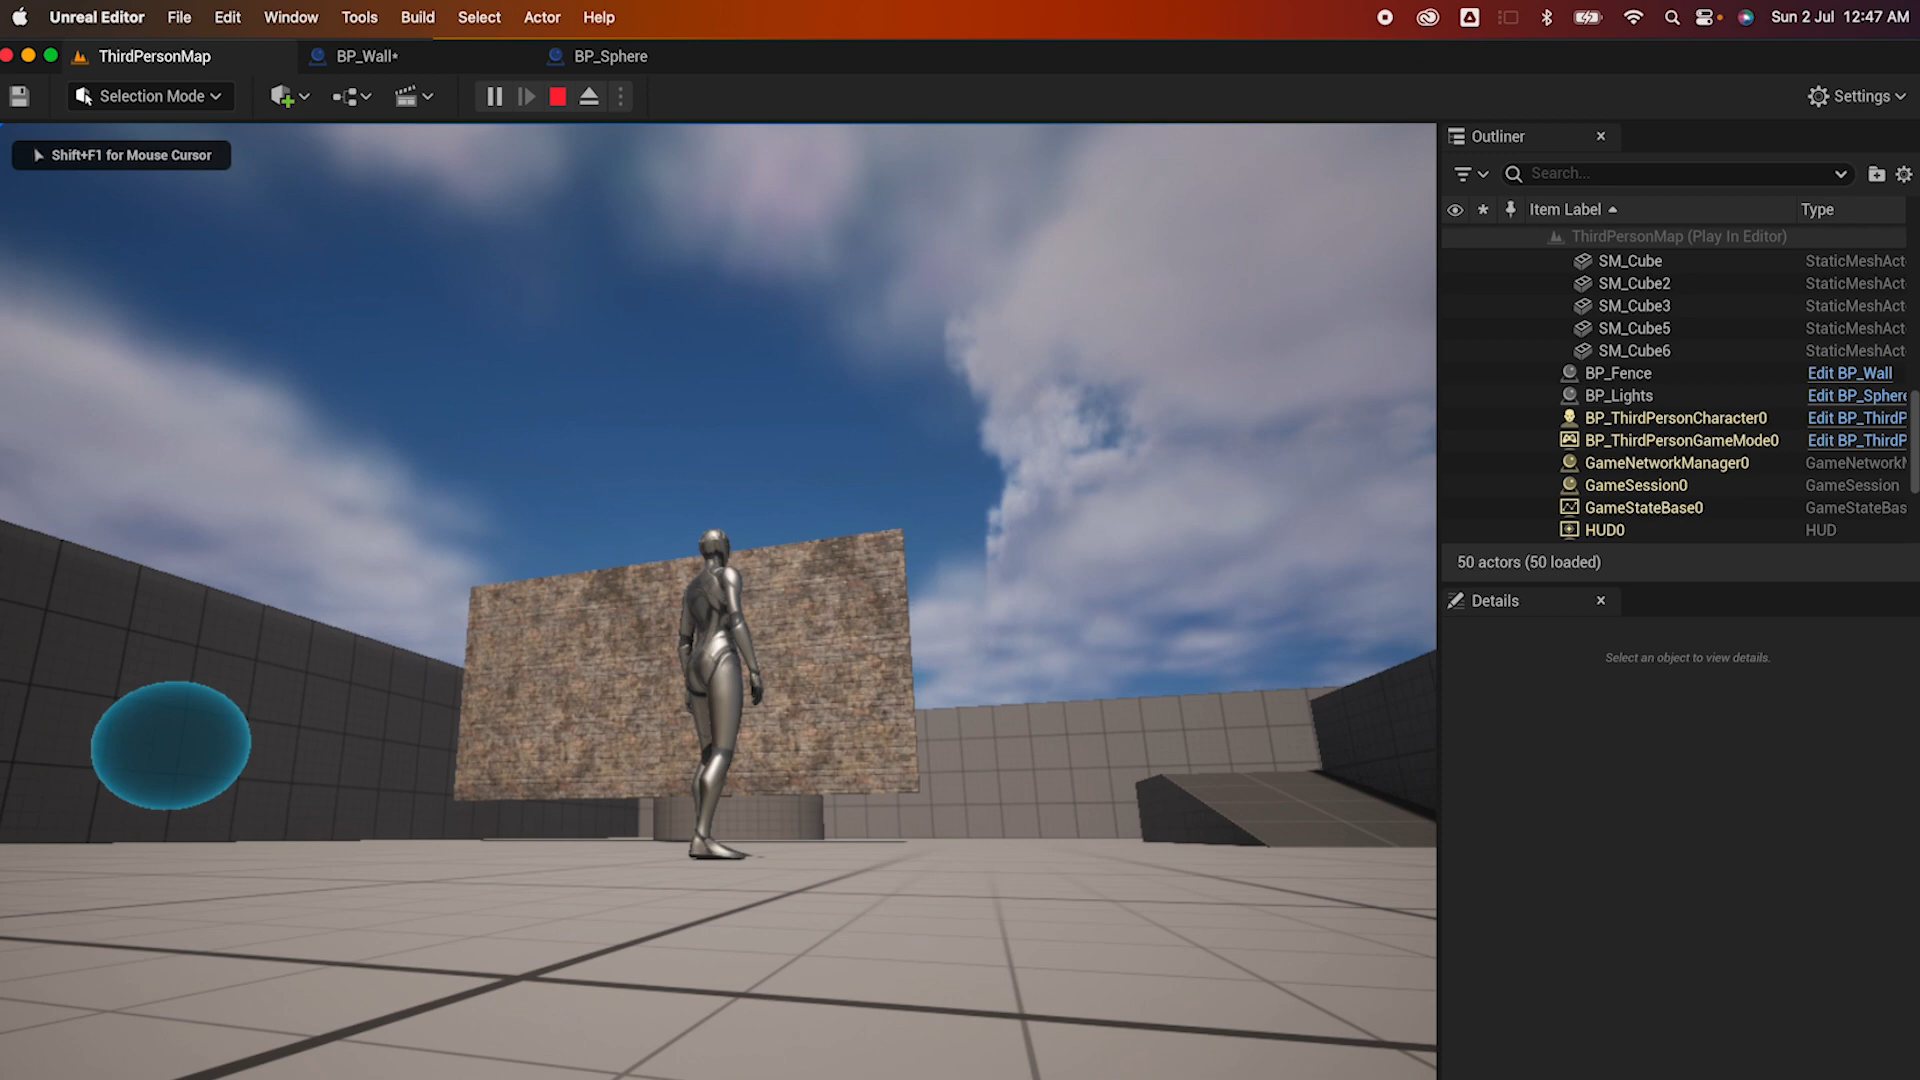 Unreal Editor File Edit Window Tools Build Select Actor Help Sun 2 Jul 12:47 AM
ThirdPersonMap BP_Wall* BP_Sphere
Selection Mode Settings
Shift+F1 for Mouse Cursor
Outliner
Search...
Item Label Type
ThirdPersonMap (Play In Editor)
SM_Cube StaticMeshAct
SM_Cube2 StaticMeshAct
SM_Cube3 StaticMeshAct
SM_Cube5 StaticMeshAct
SM_Cube6 StaticMeshAct
BP_Fence Edit BP_Wall
BP_Lights Edit BP_Sphere
BP_ThirdPersonCharacter0 Edit BP_ThirdP
BP_ThirdPersonGameMode0 Edit BP_ThirdP
GameNetworkManager0 GameNetworkM
GameSession0 GameSession
GameStateBase0 GameStateBas
HUD0 HUD
50 actors (50 loaded)
Details
Select an object to view details.